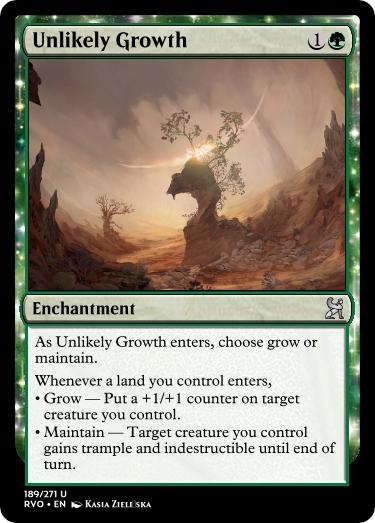 Unlikely Growth 1
Enchantment
As Unlikely Growth enters, choose grow or
maintain.
Whenever a land you control enters,
• Grow — Put a +1/+1 counter on target
creature you control.
• Maintain — Target creature you control
gains trample and indestructible until end of
turn.
189/271 U
RVO • EN Kasia Zielińska